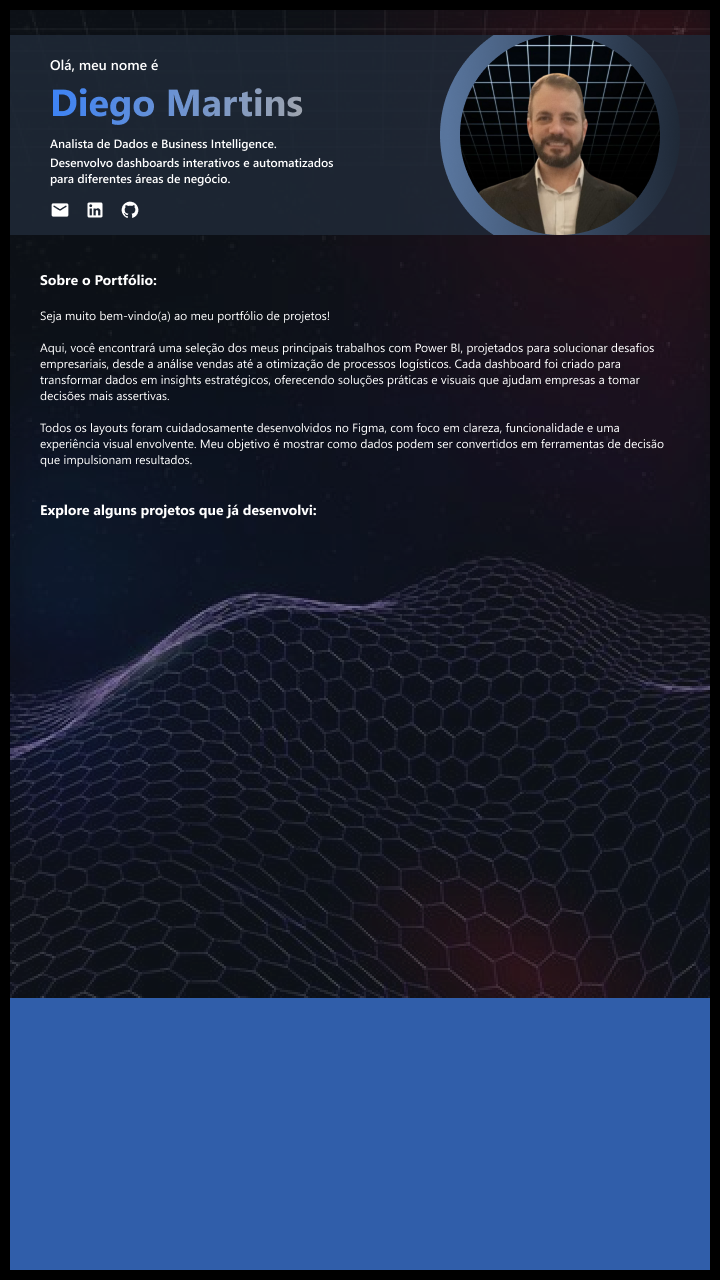 Olá, meu nome é
Diego Martins
Analista de Dados e Business Intelligence.
Desenvolvo dashboards interativos e automatizados
para diferentes áreas de negócio.
Sobre o Portfólio:
Seja muito bem-vindo(a) ao meu portfólio de projetos!
Aqui, você encontrará uma seleção dos meus principais trabalhos com Power BI, projetados para solucionar desafios
empresariais, desde a análise vendas até a otimização de processos logísticos. Cada dashboard foi criado para
transformar dados em insights estratégicos, oferecendo soluções práticas e visuais que ajudam empresas a tomar
decisões mais assertivas.
Todos os layouts foram cuidadosamente desenvolvidos no Figma, com foco em clareza, funcionalidade e uma
experiência visual envolvente. Meu objetivo é mostrar como dados podem ser convertidos em ferramentas de decisão
que impulsionam resultados.
Explore alguns projetos que já desenvolvi: